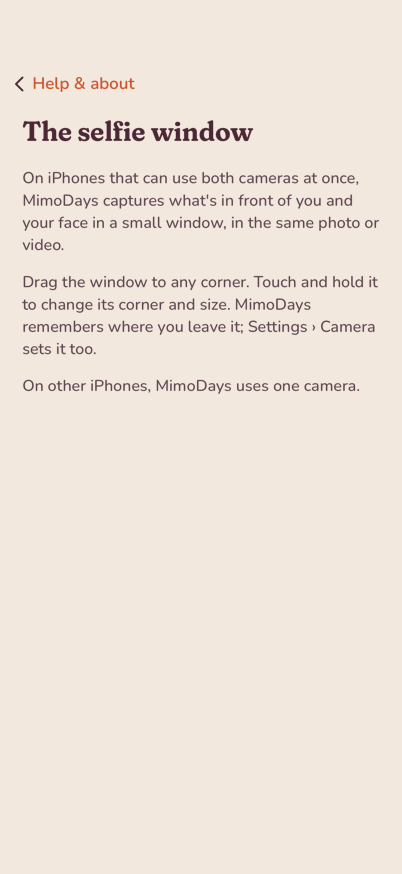 Help & about
The selfie window
On iPhones that can use both cameras at once,
MimoDays captures what's in front of you and
your face in a small window, in the same photo or
video.
Drag the window to any corner. Touch and hold it
to change its corner and size. MimoDays
remembers where you leave it; Settings › Camera
sets it too.
On other iPhones, MimoDays uses one camera.